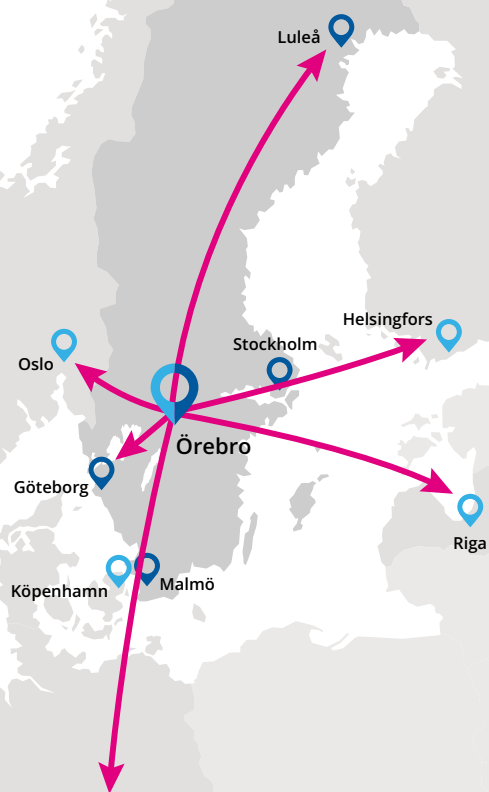 Luleå
Helsingfors
Stockholm
Oslo
Örebro
Göteborg
Riga
Köpenhamn
Malmö